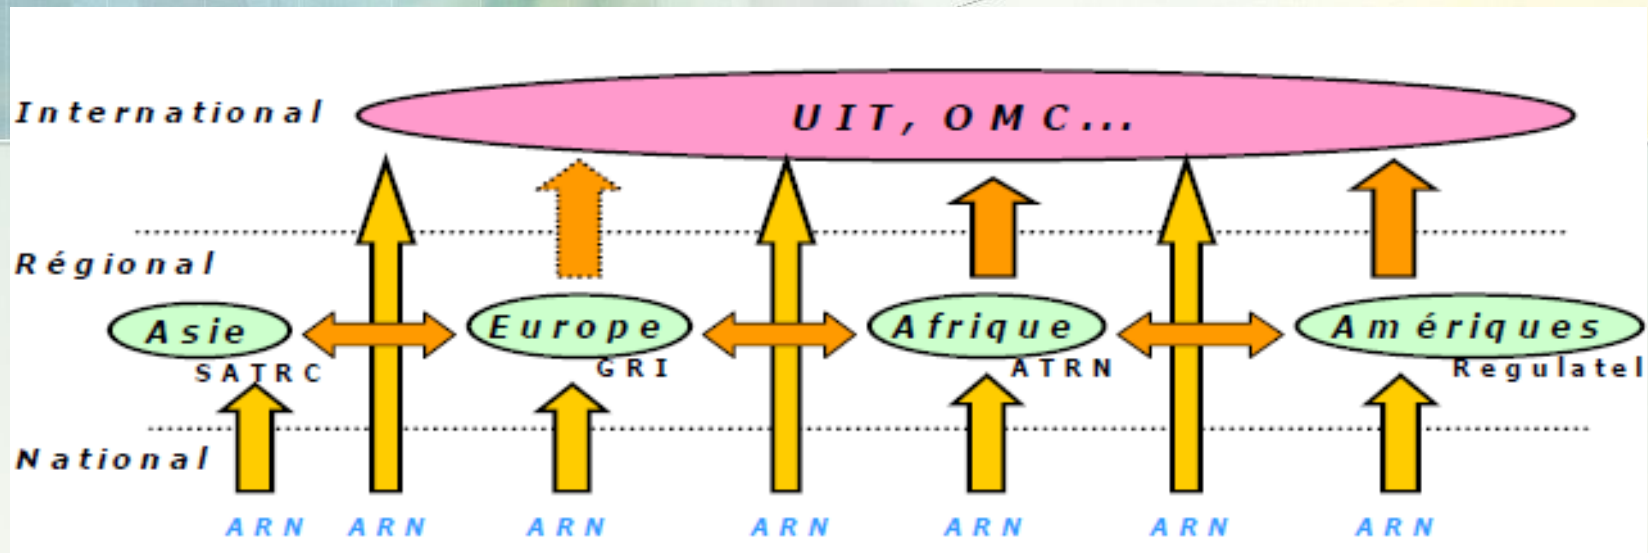 International
UIT, OMC...
Régional
Asie
Europe
Afrique
Amériques
SATRC
GRI
ATRN
Regulatel
National
ARN ARN ARN ARN ARN ARN ARN